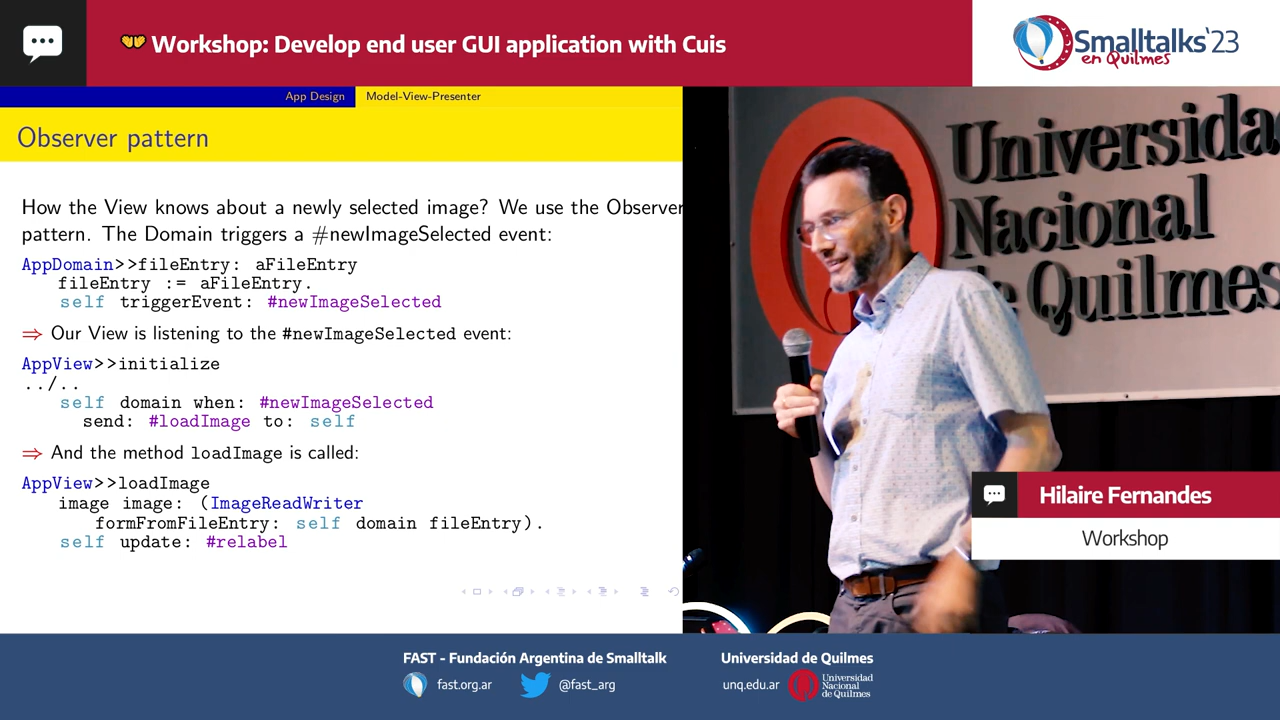 Workshop: Develop end user GUI application with Cuis
Smalltalks'23
en Quilmes
App Design
Model-View-Presenter
Observer pattern
How the View knows about a newly selected image? We use the Observer
pattern. The Domain triggers a #newImageSelected event:
AppDomain>>fileEntry: aFileEntry
fileEntry := aFileEntry.
self triggerEvent: #newImageSelected
⇒ Our View is listening to the #newImageSelected event:
AppView>>initialize
../..
self domain when: #newImageSelected
send: #loadImage to: self
⇒ And the method loadImage is called:
AppView>>loadImage
image image: (ImageReadWriter
formFromFileEntry: self domain fileEntry).
self update: #relabel
Universida
Nacional
de Quilmes
Hilaire Fernandes
Workshop
FAST - Fundación Argentina de Smalltalk
fast.org.ar
@fast_arg
Universidad de Quilmes
unq.edu.ar
Universidad
Nacional
de Quilmes